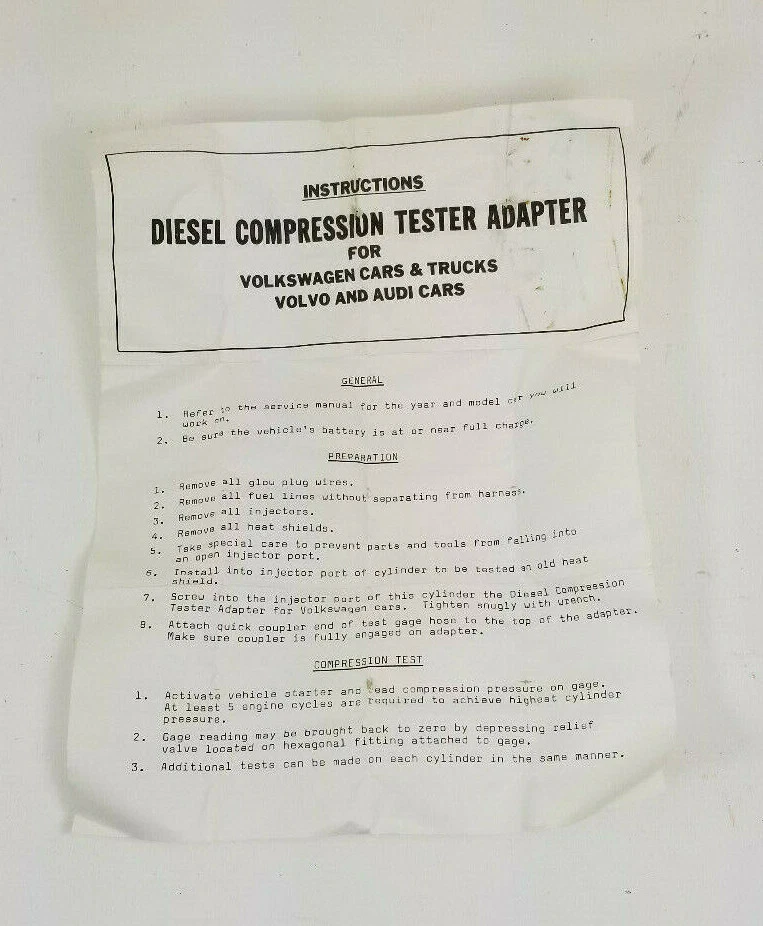 INSTRUCTIONS
DIESEL COMPRESSION TESTER ADAPTER
FOR
VOLKSWAGEN CARS & TRUCKS
VOLVO AND AUDI CARS
GENERAL
1. Refer to the service manual for the year and model car you will
work on.
2. Be sure the vehicle's battery is at or near full charge.
PREPARATION
1. Remove all glow plug wires.
2. Remove all fuel lines without separating from harness.
3. Remove all injectors.
4. Remove all heat shields.
5. Take special care to prevent parts and tools from falling into
an open injector port.
6. Install into injector port of cylinder to be tested an old heat
shield.
7. Screw into the injector port of this cylinder the Diesel Compression
Tester Adapter for Volkswagen cars. Tighten snugly with wrench.
8. Attach quick coupler end of test gage hose to the top of the adapter.
Make sure coupler is fully engaged on adapter.
COMPRESSION TEST
1. Activate vehicle starter and read compression pressure on gage.
At least 5 engine cycles are required to achieve highest cylinder
pressure.
2. Gage reading may be brought back to zero by depressing relief
valve located on hexagonal fitting attached to gage.
3. Additional tests can be made on each cylinder in the same manner.